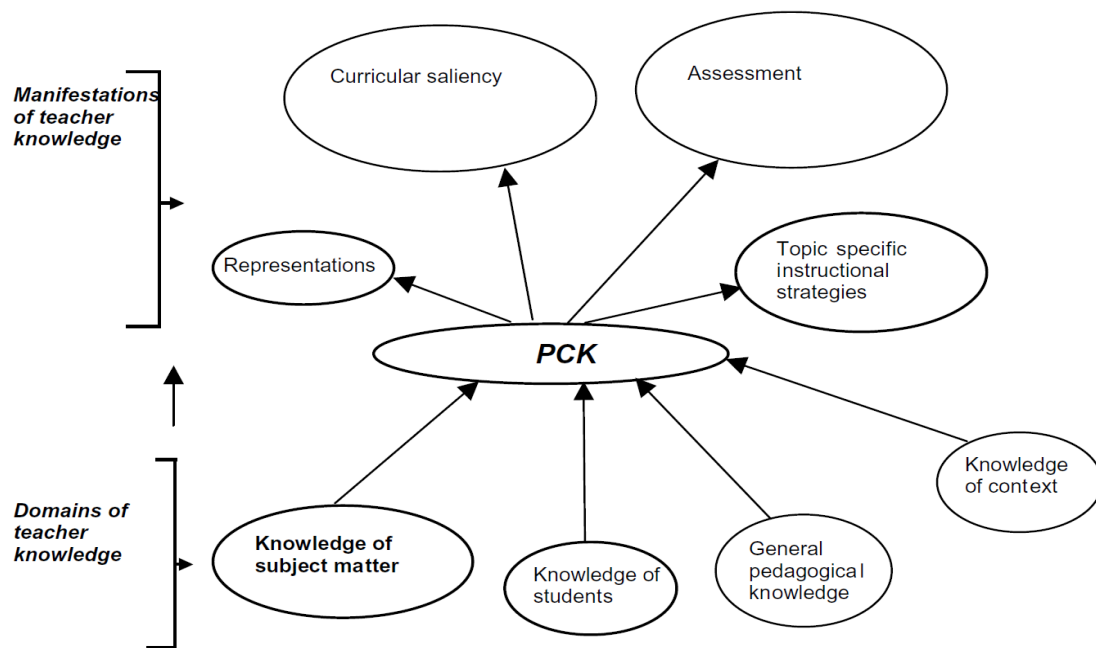 Manifestations
of teacher
knowledge
Curricular saliency
Assessment
Representations
Topic specific
instructional
strategies
PCK
Domains of
teacher
knowledge
Knowledge of
subject matter
Knowledge of
students
General
pedagogical
knowledge
Knowledge
of context